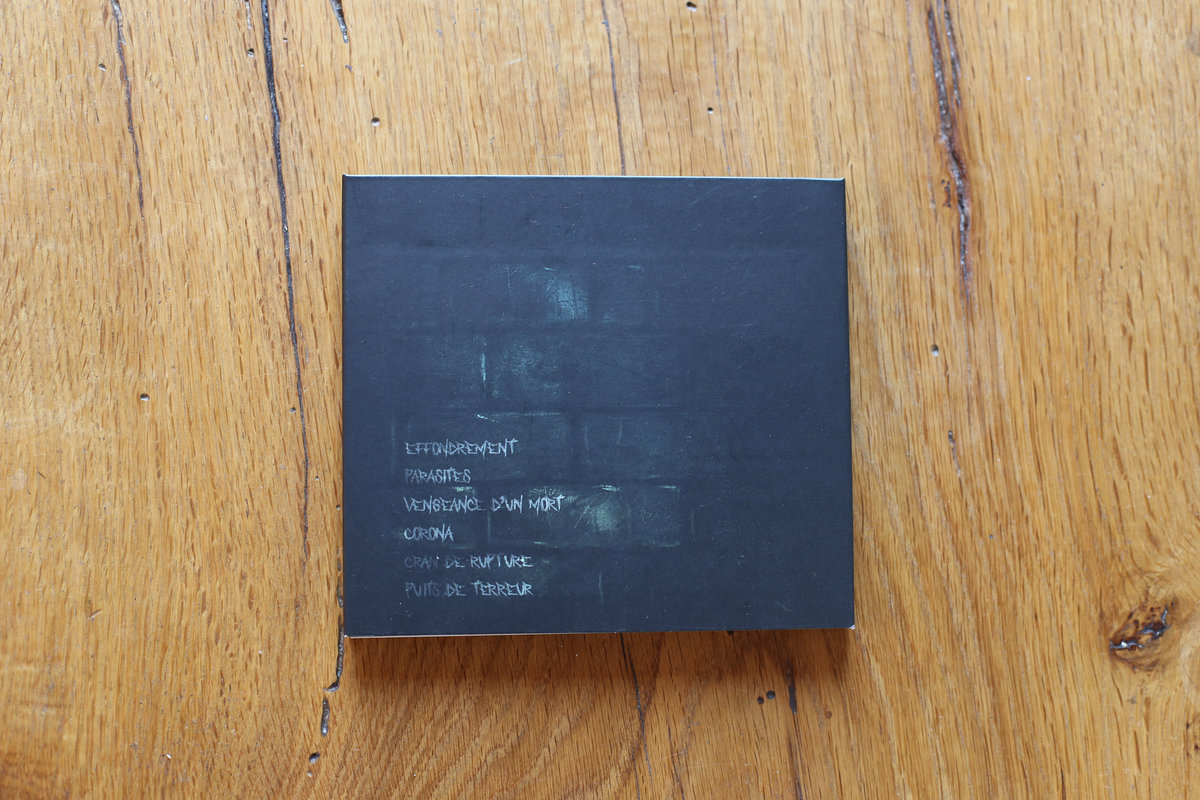 EFFONDREMENT
PARASITES
VENGEANCE D'UN MORT
CORONA
CRAN DE RUPTURE
PUITS DE TERREUR